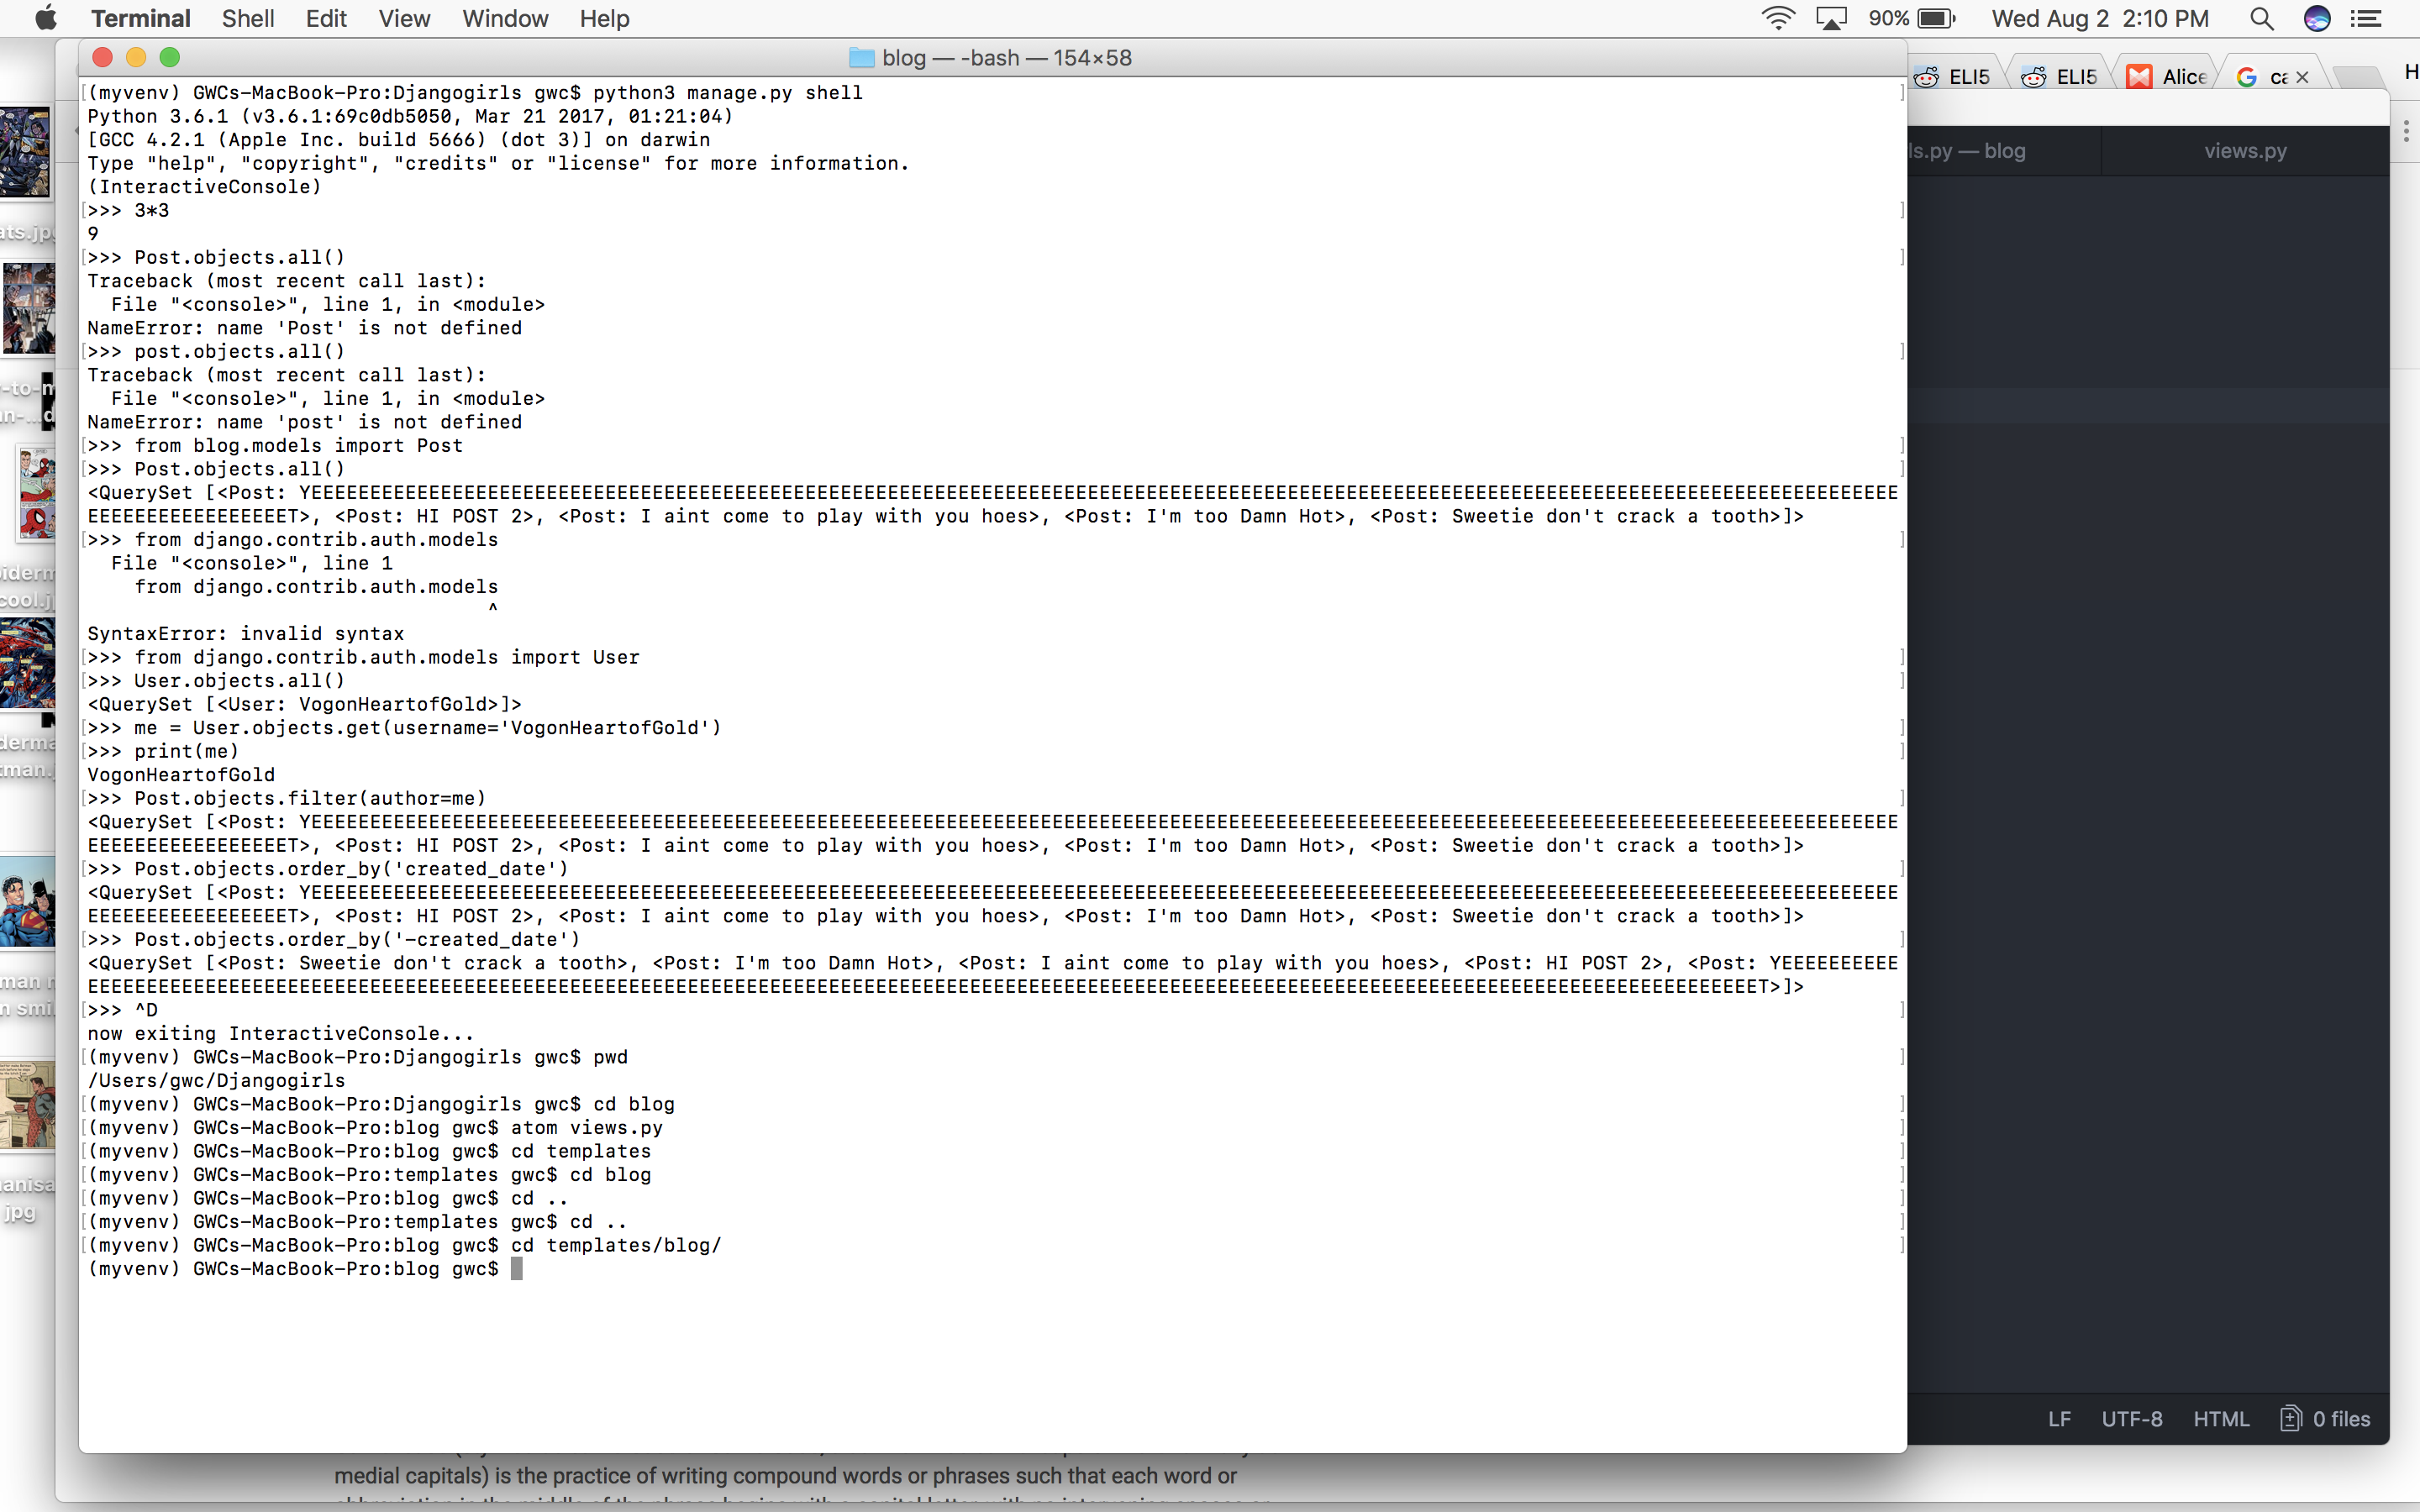 Terminal Shell Edit View Window Help 90% Wed Aug 2 2:10 PM
blog — -bash — 154×58
ELI5 ELI5 Alice ca H
ls.py — blog views.py
(myvenv) GWCs-MacBook-Pro:Djangogirls gwc$ python3 manage.py shell
Python 3.6.1 (v3.6.1:69c0db5050, Mar 21 2017, 01:21:04)
[GCC 4.2.1 (Apple Inc. build 5666) (dot 3)] on darwin
Type "help", "copyright", "credits" or "license" for more information.
(InteractiveConsole)
>>> 3*3
9
>>> Post.objects.all()
Traceback (most recent call last):
  File "<console>", line 1, in <module>
NameError: name 'Post' is not defined
>>> post.objects.all()
Traceback (most recent call last):
  File "<console>", line 1, in <module>
NameError: name 'post' is not defined
>>> from blog.models import Post
>>> Post.objects.all()
<QuerySet [<Post: YEEEEEEEEEEEEEEEEEEEEEEEEEEEEEEEEEEEEEEEEEEEEEEEEEEEEEEEEEEEEEEEEEEEEEEEEEEEEEEEEEEEEEEEEEEEEEEEEEEEEEEEEEEEEEEEEEEEEEEEEEEEEEEEEEEEEEEEEE
EEEEEEEEEEEEEEEEET>, <Post: HI POST 2>, <Post: I aint come to play with you hoes>, <Post: I'm too Damn Hot>, <Post: Sweetie don't crack a tooth>]>
>>> from django.contrib.auth.models
  File "<console>", line 1
    from django.contrib.auth.models
                                  ^
SyntaxError: invalid syntax
>>> from django.contrib.auth.models import User
>>> User.objects.all()
<QuerySet [<User: VogonHeartofGold>]>
>>> me = User.objects.get(username='VogonHeartofGold')
>>> print(me)
VogonHeartofGold
>>> Post.objects.filter(author=me)
<QuerySet [<Post: YEEEEEEEEEEEEEEEEEEEEEEEEEEEEEEEEEEEEEEEEEEEEEEEEEEEEEEEEEEEEEEEEEEEEEEEEEEEEEEEEEEEEEEEEEEEEEEEEEEEEEEEEEEEEEEEEEEEEEEEEEEEEEEEEEEEEEEEEE
EEEEEEEEEEEEEEEEET>, <Post: HI POST 2>, <Post: I aint come to play with you hoes>, <Post: I'm too Damn Hot>, <Post: Sweetie don't crack a tooth>]>
>>> Post.objects.order_by('created_date')
<QuerySet [<Post: YEEEEEEEEEEEEEEEEEEEEEEEEEEEEEEEEEEEEEEEEEEEEEEEEEEEEEEEEEEEEEEEEEEEEEEEEEEEEEEEEEEEEEEEEEEEEEEEEEEEEEEEEEEEEEEEEEEEEEEEEEEEEEEEEEEEEEEEEE
EEEEEEEEEEEEEEEEET>, <Post: HI POST 2>, <Post: I aint come to play with you hoes>, <Post: I'm too Damn Hot>, <Post: Sweetie don't crack a tooth>]>
>>> Post.objects.order_by('-created_date')
<QuerySet [<Post: Sweetie don't crack a tooth>, <Post: I'm too Damn Hot>, <Post: I aint come to play with you hoes>, <Post: HI POST 2>, <Post: YEEEEEEEEEE
EEEEEEEEEEEEEEEEEEEEEEEEEEEEEEEEEEEEEEEEEEEEEEEEEEEEEEEEEEEEEEEEEEEEEEEEEEEEEEEEEEEEEEEEEEEEEEEEEEEEEEEEEEEEEEEEEEEEEEEEEEEEEEEEEEEEEEEEEEEEET>]>
>>> ^D
now exiting InteractiveConsole...
(myvenv) GWCs-MacBook-Pro:Djangogirls gwc$ pwd
/Users/gwc/Djangogirls
(myvenv) GWCs-MacBook-Pro:Djangogirls gwc$ cd blog
(myvenv) GWCs-MacBook-Pro:blog gwc$ atom views.py
(myvenv) GWCs-MacBook-Pro:blog gwc$ cd templates
(myvenv) GWCs-MacBook-Pro:templates gwc$ cd blog
(myvenv) GWCs-MacBook-Pro:blog gwc$ cd ..
(myvenv) GWCs-MacBook-Pro:templates gwc$ cd ..
(myvenv) GWCs-MacBook-Pro:blog gwc$ cd templates/blog/
(myvenv) GWCs-MacBook-Pro:blog gwc$
LF UTF-8 HTML 0 files
medial capitals) is the practice of writing compound words or phrases such that each word or